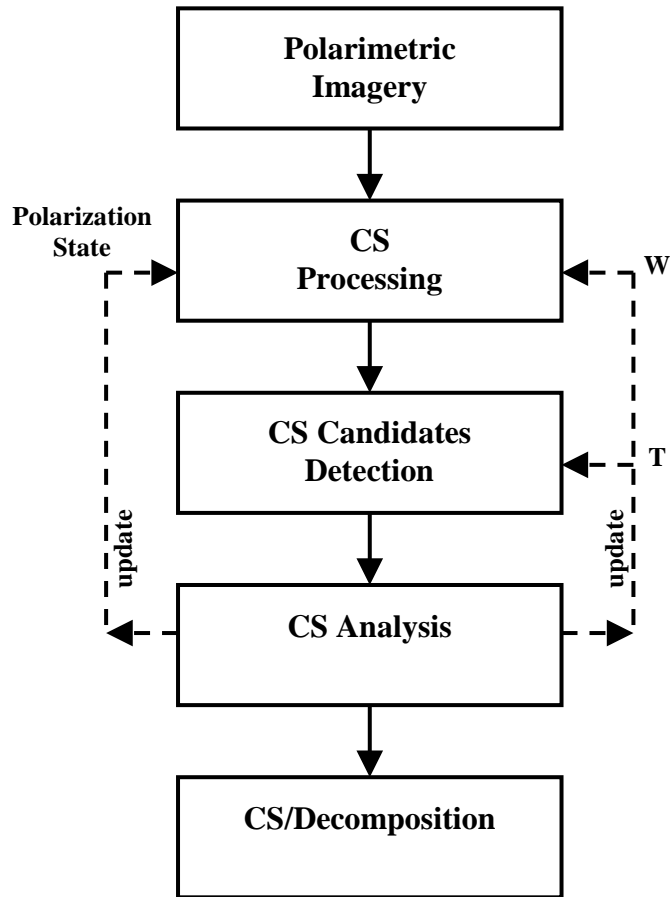 Polarimetric
Imagery
Polarization
State
CS
Processing
W
CS Candidates
Detection
T
update
update
CS Analysis
CS/Decomposition